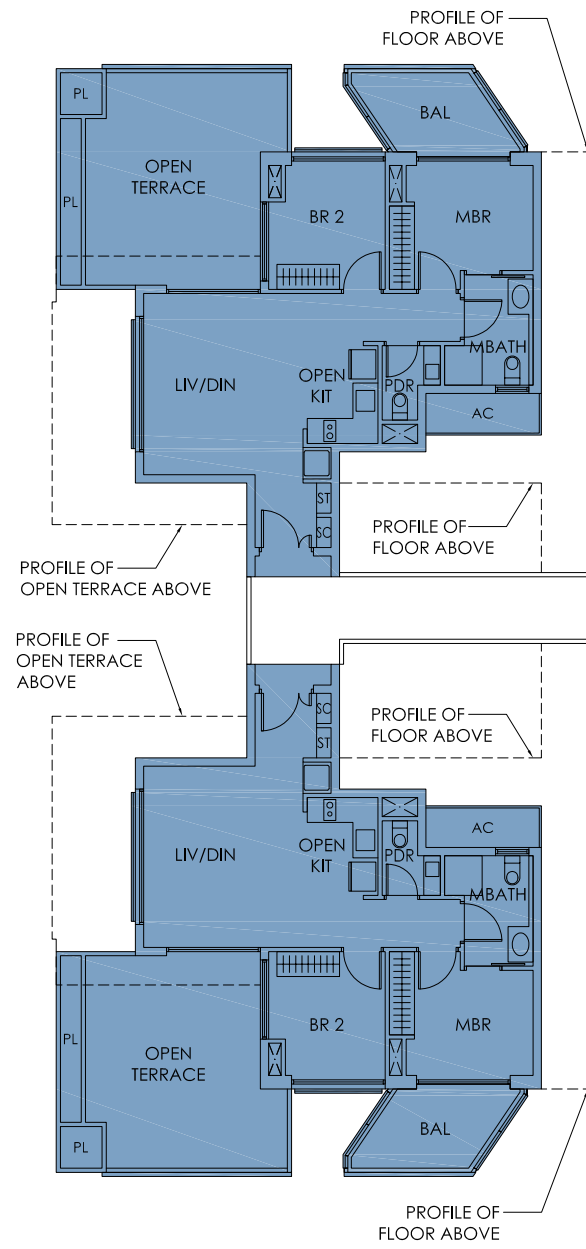 PROFILE OF
FLOOR ABOVE
PL
BAL
OPEN
TERRACE
PL
BR 2
MBR
LIV/DIN
OPEN
KIT
PDR
MBATH
AC
ST
SC
PROFILE OF
OPEN TERRACE ABOVE
PROFILE OF
FLOOR ABOVE
PROFILE OF
OPEN TERRACE
ABOVE
PROFILE OF
FLOOR ABOVE
SC
ST
LIV/DIN
OPEN
KIT
PDR
AC
MBATH
PL
OPEN
TERRACE
BR 2
MBR
PL
BAL
PROFILE OF
FLOOR ABOVE